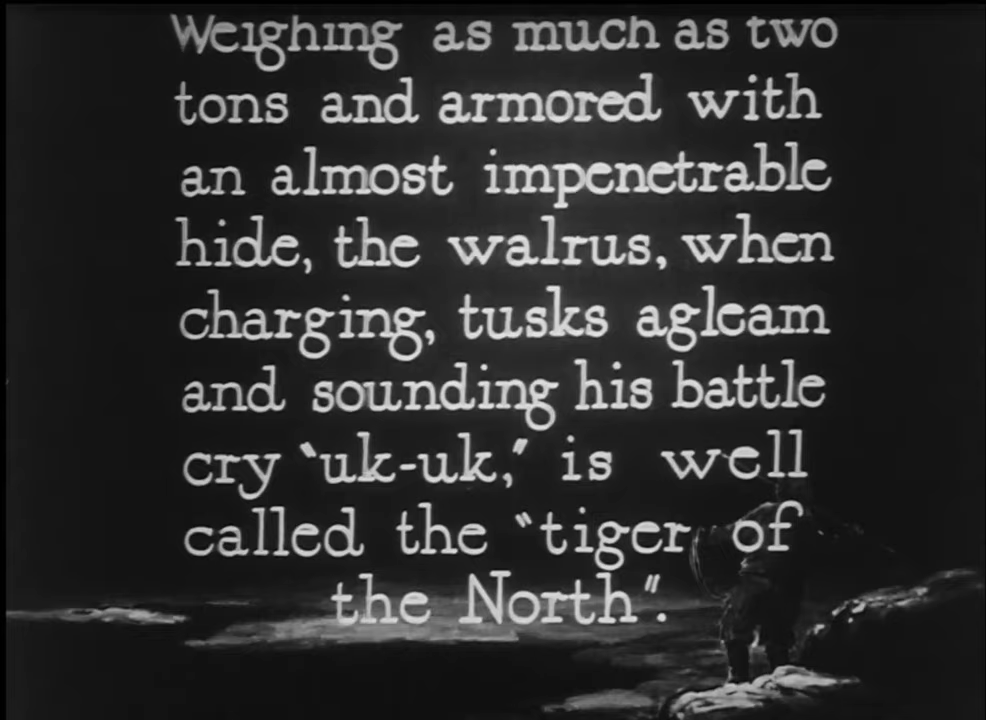 Weighing as much as two
tons and armored with
an almost impenetrable
hide, the walrus, when
charging, tusks agleam
and sounding his battle
cry "uk-uk," is well
called the "tiger of
the North".